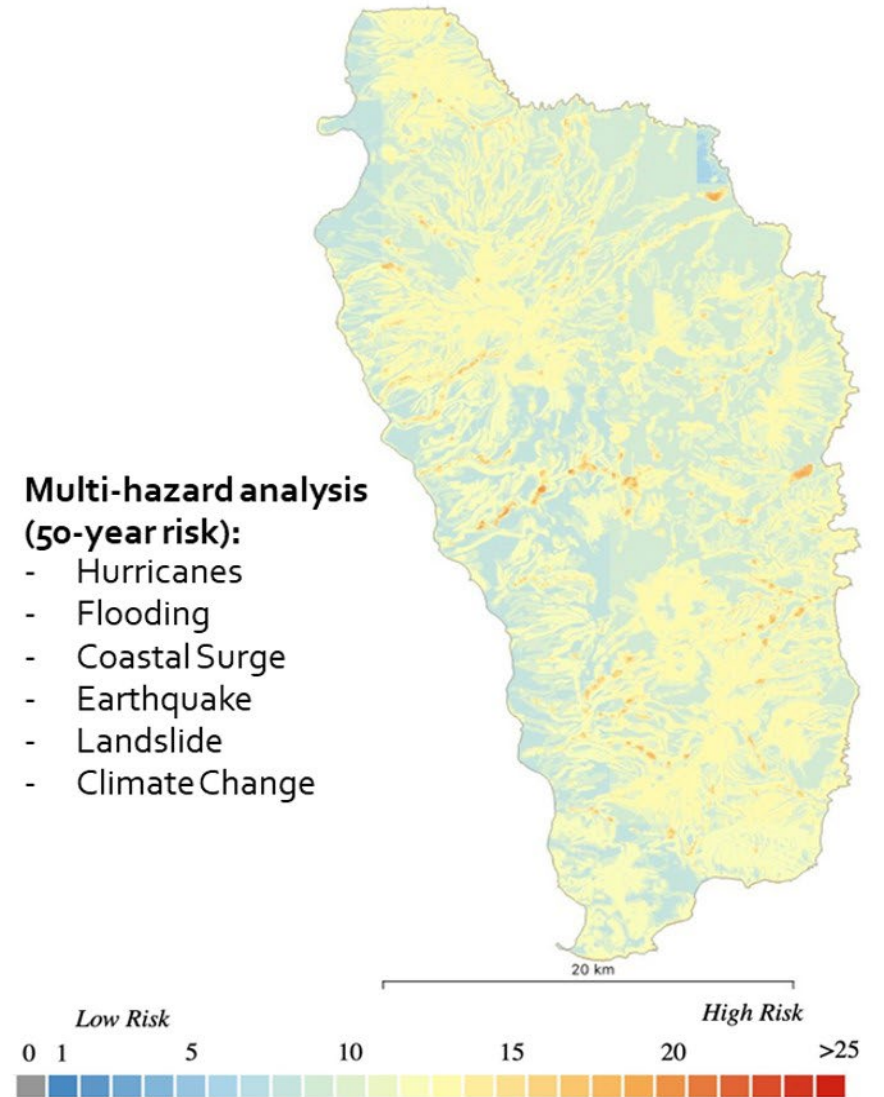 Multi-hazard analysis
(50-year risk):
- Hurricanes
- Flooding
- Coastal Surge
- Earthquake
- Landslide
- Climate Change
20 km
Low Risk High Risk
0 1 5 10 15 20 >25